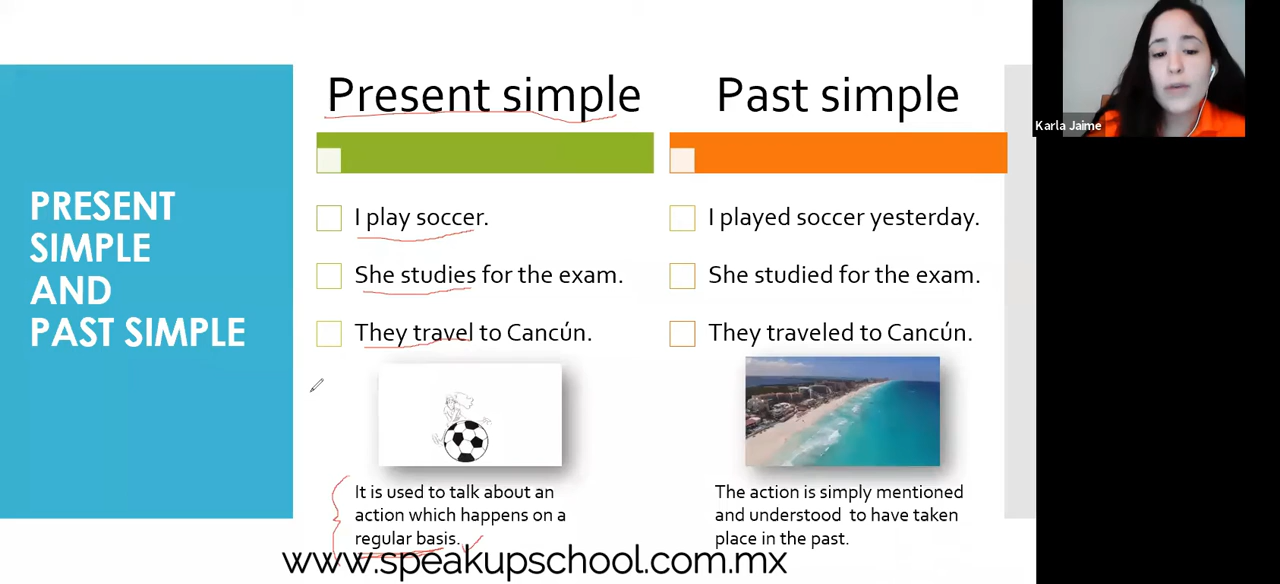 PRESENT
SIMPLE
AND
PAST SIMPLE
Present simple
I play soccer.
She studies for the exam.
They travel to Cancún.
It is used to talk about an
action which happens on a
regular basis.
Past simple
I played soccer yesterday.
She studied for the exam.
They traveled to Cancún.
The action is simply mentioned
and understood to have taken
place in the past.
www.speakupschool.com.mx
Karla Jaime